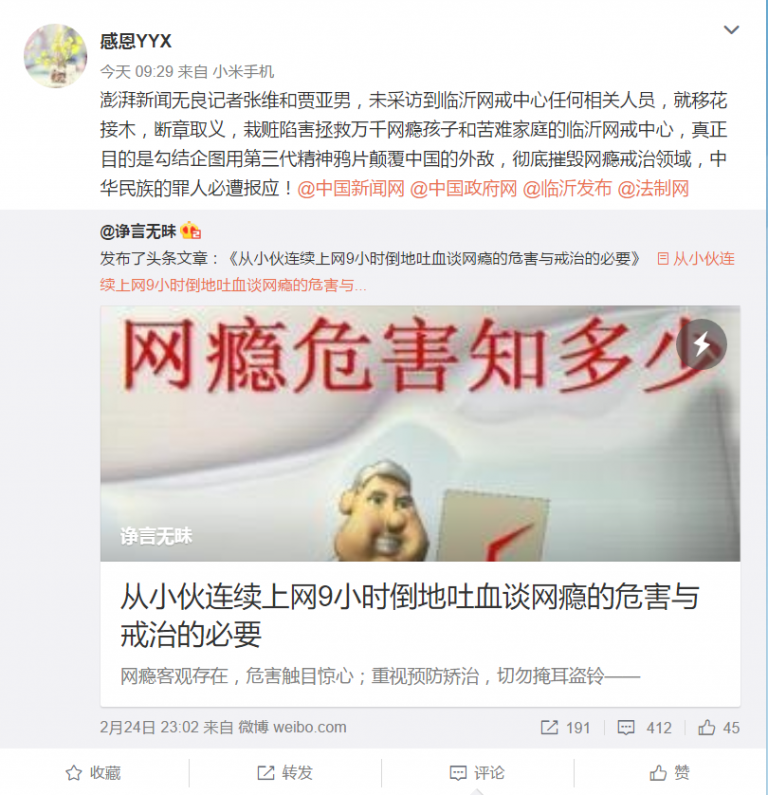 感恩YYX
今天 09:29 来自 小米手机
澎湃新闻无良记者张维和贾亚男，未采访到临沂网戒中心任何相关人员，就移花
接木，断章取义，栽赃陷害拯救万千网瘾孩子和苦难家庭的临沂网戒中心，真正
目的是勾结企图用第三代精神鸦片颠覆中国的外敌，彻底摧毁网瘾戒治领域，中
华民族的罪人必遭报应！@中国新闻网 @中国政府网 @临沂发布 @法制网
@诤言无昧
发布了头条文章：《从小伙连续上网9小时倒地吐血谈网瘾的危害与戒治的必要》 从小伙连
续上网9小时倒地吐血谈网瘾的危害与...
网瘾危害知多少
诤言无昧
从小伙连续上网9小时倒地吐血谈网瘾的危害与
戒治的必要
网瘾客观存在，危害触目惊心；重视预防矫治，切勿掩耳盗铃——
2月24日 23:02 来自 微博 weibo.com 191 412 45
收藏 转发 评论 赞